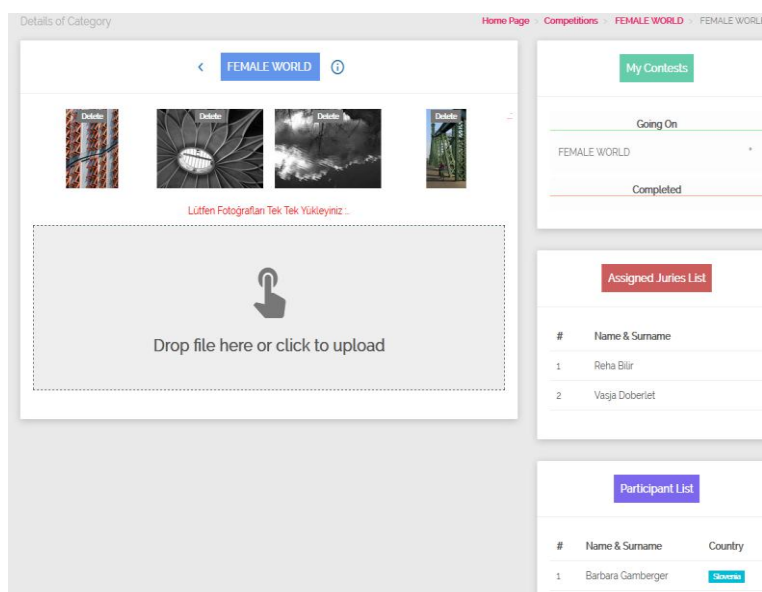 Details of Category
Home Page > Competitions > FEMALE WORLD > FEMALE WORL
FEMALE WORLD
Delete
Delete
Delete
Delete
Lütfen Fotoğrafları Tek Tek Yükleyiniz :.
Drop file here or click to upload
My Contests
Going On
FEMALE WORLD
Completed
Assigned Juries List
# Name & Surname
1 Reha Bilir
2 Vasja Doberlet
Participant List
# Name & Surname Country
1 Barbara Gamberger Slovenia